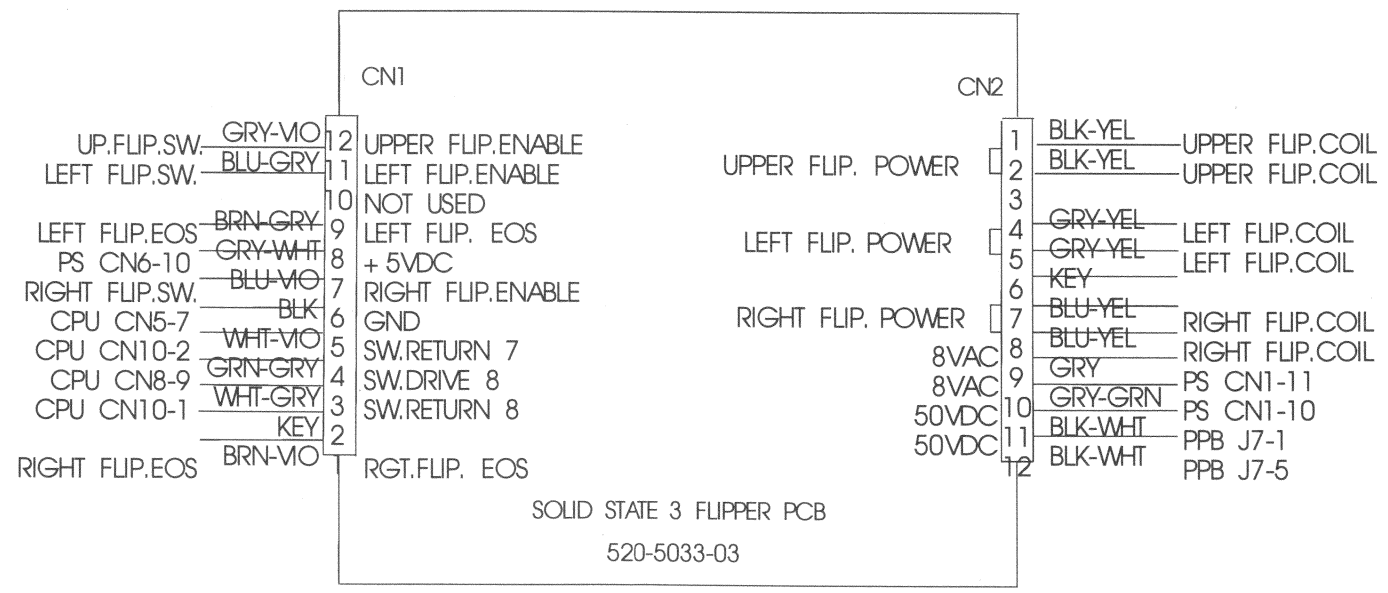 CN1
CN2
UP.FLIP.SW. GRY-VIO 12 UPPER FLIP.ENABLE
LEFT FLIP.SW. BLU-GRY 11 LEFT FLIP.ENABLE
10 NOT USED
LEFT FLIP.EOS BRN-GRY 9 LEFT FLIP. EOS
PS CN6-10 GRY-WHT 8 +5VDC
RIGHT FLIP.SW. BLU-VIO 7 RIGHT FLIP.ENABLE
CPU CN5-7 BLK 6 GND
CPU CN10-2 WHT-VIO 5 SW.RETURN 7
CPU CN8-9 GRN-GRY 4 SW.DRIVE 8
CPU CN10-1 WHT-GRY 3 SW.RETURN 8
KEY 2
RIGHT FLIP.EOS BRN-VIO RGT.FLIP. EOS
UPPER FLIP. POWER
1 BLK-YEL UPPER FLIP.COIL
2 BLK-YEL UPPER FLIP.COIL
3
LEFT FLIP. POWER
4 GRY-YEL LEFT FLIP.COIL
5 GRY-YEL LEFT FLIP.COIL
6 KEY
RIGHT FLIP. POWER
7 BLU-YEL RIGHT FLIP.COIL
8VAC 8 BLU-YEL RIGHT FLIP.COIL
8VAC 9 GRY PS CN1-11
50VDC 10 GRY-GRN PS CN1-10
50VDC 11 BLK-WHT PPB J7-1
12 BLK-WHT PPB J7-5
SOLID STATE 3 FLIPPER PCB
520-5033-03